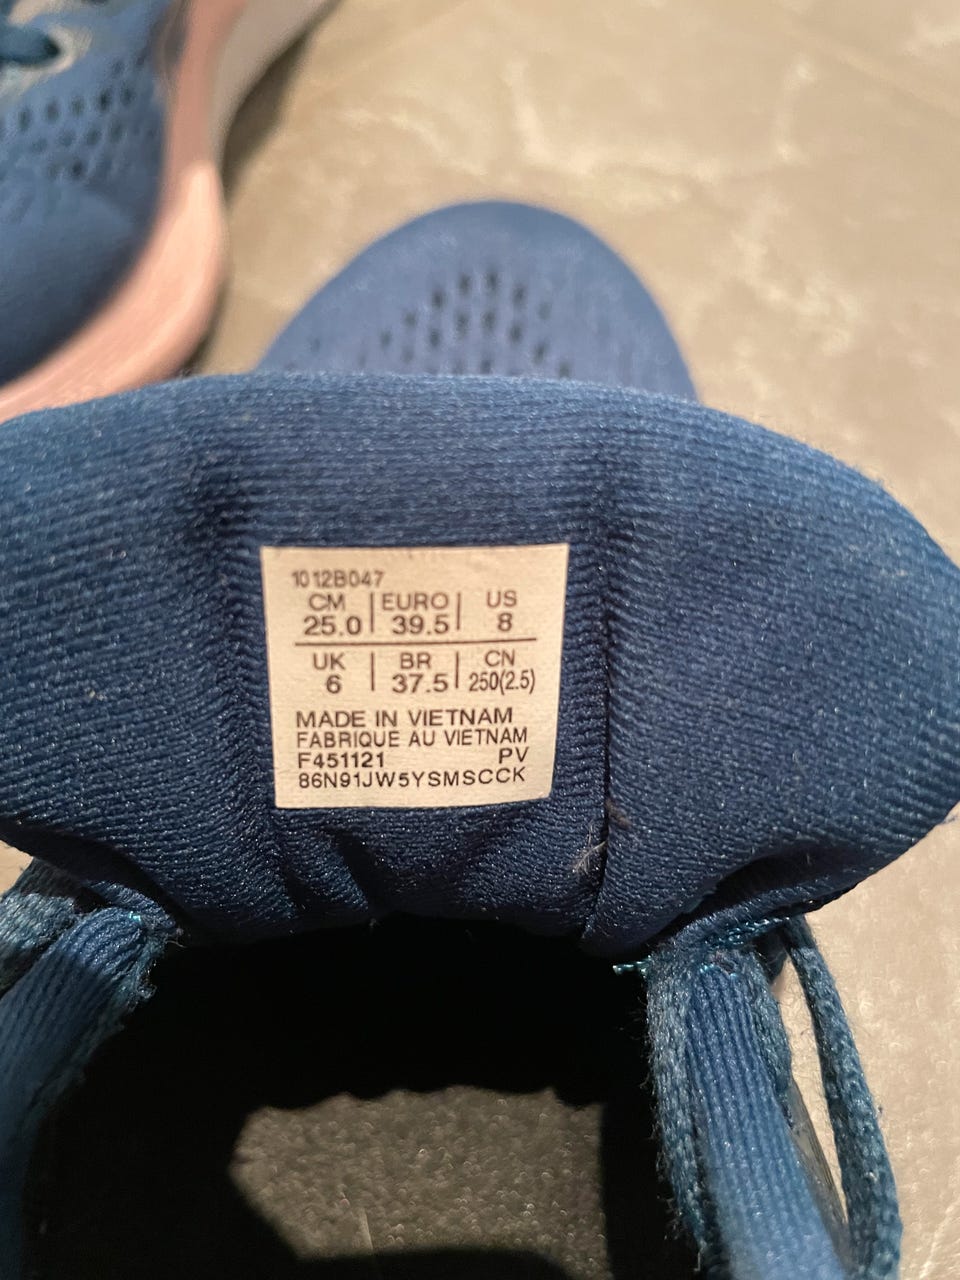 1012B047
CM | EURO | US
25.0 | 39.5 | 8
UK | BR | CN
6 | 37.5 | 250(2.5)
MADE IN VIETNAM
FABRIQUE AU VIETNAM
F451121 PV
86N91JW5YSMSCCK